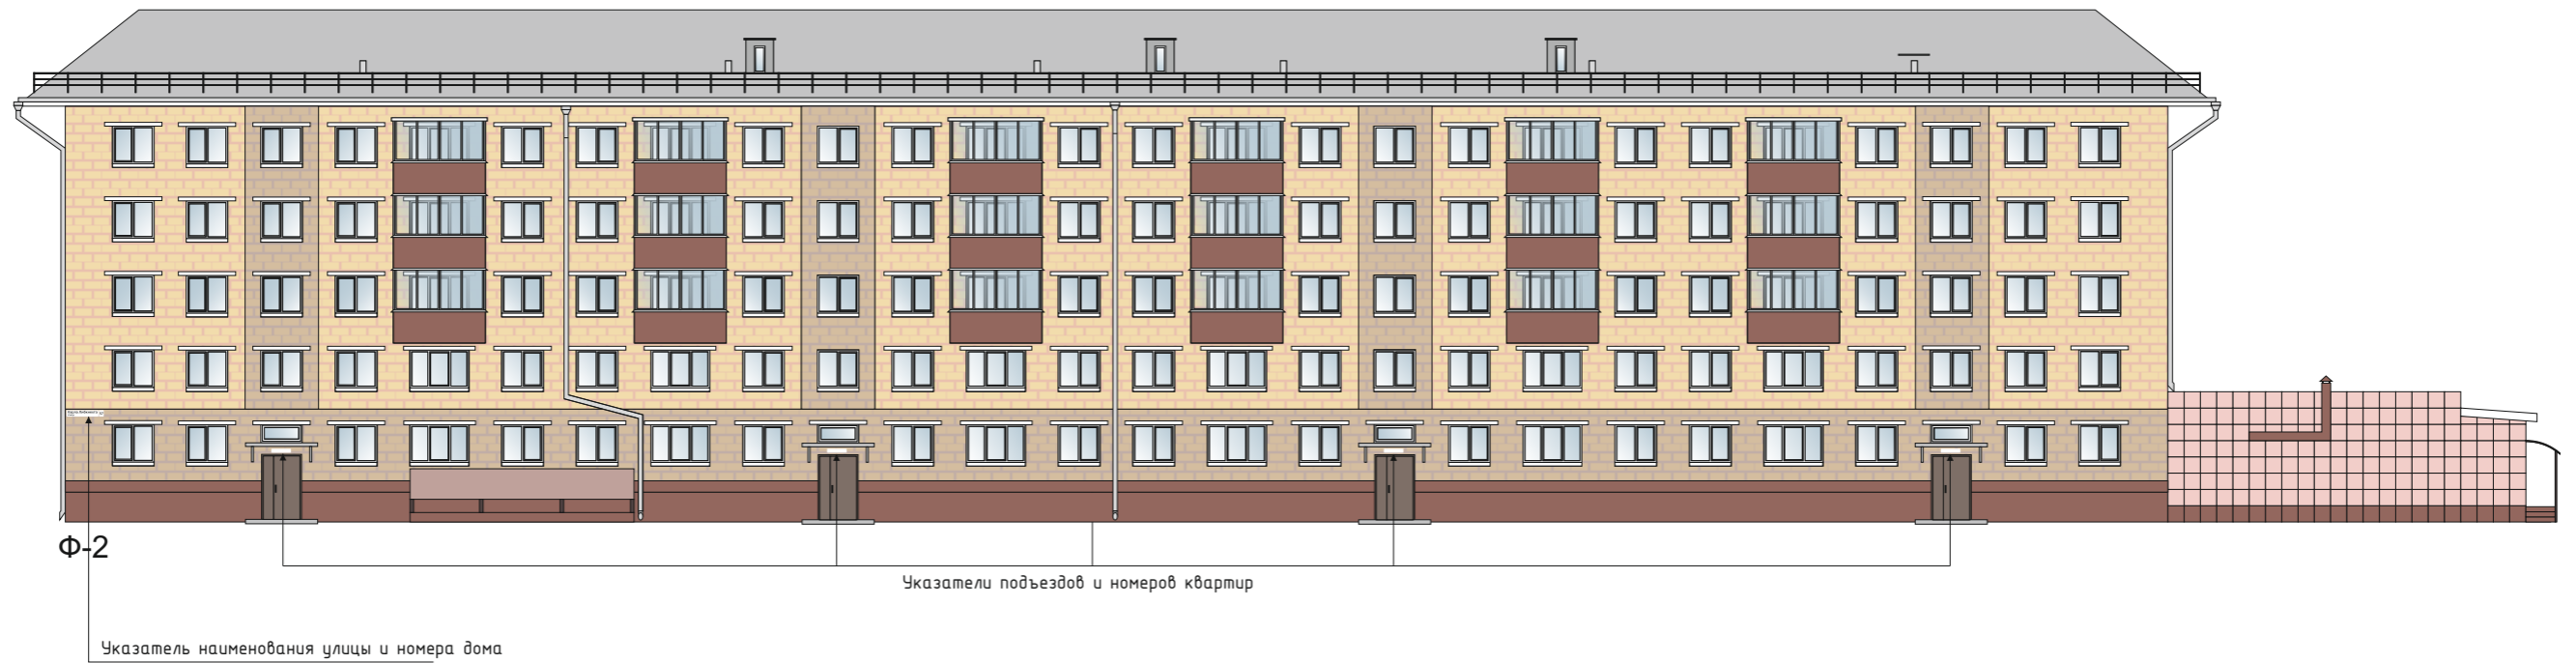 Ф-2
Указатели подъездов и номеров квартир
Указатель наименования улицы и номера дома